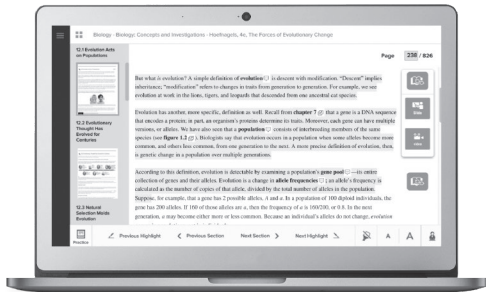 Biology - Biology: Concepts and Investigations - Hoefnagels, 4e, The Forces of Evolutionary Change
12.1 Evolution Acts
on Populations
12.2 Evolutionary
Thought Has
Evolved for
Centuries
12.3 Natural
Selection Molds
Evolution
Page 238 / 826
But what is evolution? A simple definition of evolution is descent with modification. "Descent" implies
inheritance; "modification" refers to changes in traits from generation to generation. For example, we see
evolution at work in the lions, tigers, and leopards that descended from one ancestral cat species.
Evolution has another, more specific, definition as well. Recall from chapter 7 that a gene is a DNA sequence
that encodes a protein; in part, an organism's proteins determine its traits. Moreover, each gene can have multiple
versions, or alleles. We have also seen that a population consists of interbreeding members of the same
species (see figure 1.2). Biologists say that evolution occurs in a population when some alleles become more
common, and others less common, from one generation to the next. A more precise definition of evolution, then,
is genetic change in a population over multiple generations.
According to this definition, evolution is detectable by examining a population's gene pool —its entire
collection of genes and their alleles. Evolution is a change in allele frequencies; an allele's frequency is
calculated as the number of copies of that allele, divided by the total number of alleles in the population.
Suppose, for example, that a gene has 2 possible alleles, A and a. In a population of 100 diploid individuals, the
gene has 200 alleles. If 160 of those alleles are a, then the frequency of a is 160/200, or 0.8. In the next
generation, a may become either more or less common. Because an individual's alleles do not change, evolution
Practice
Previous Highlight
Previous Section
Next Section
Next Highlight
A
A